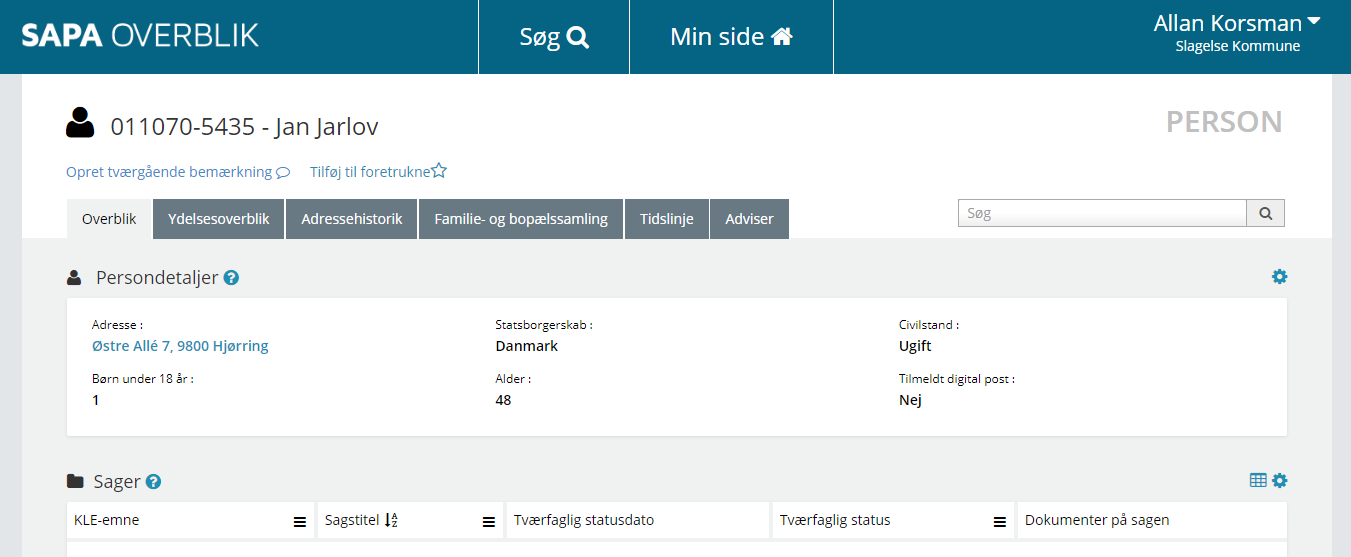 SAPA OVERBLIK
Søg
Min side
Allan Korsman
Slagelse Kommune
011070-5435 - Jan Jarlov
PERSON
Opret tværgående bemærkning Tilføj til foretrukne
Overblik Ydelsesoverblik Adressehistorik Familie- og bopælssamling Tidslinje Adviser
Søg
Persondetaljer ?
Adresse : Statsborgerskab : Civilstand :
Østre Allé 7, 9800 Hjørring Danmark Ugift
Børn under 18 år : Alder : Tilmeldt digital post :
1 48 Nej
Sager ?
KLE-emne Sagstitel Tværfaglig statusdato Tværfaglig status Dokumenter på sagen